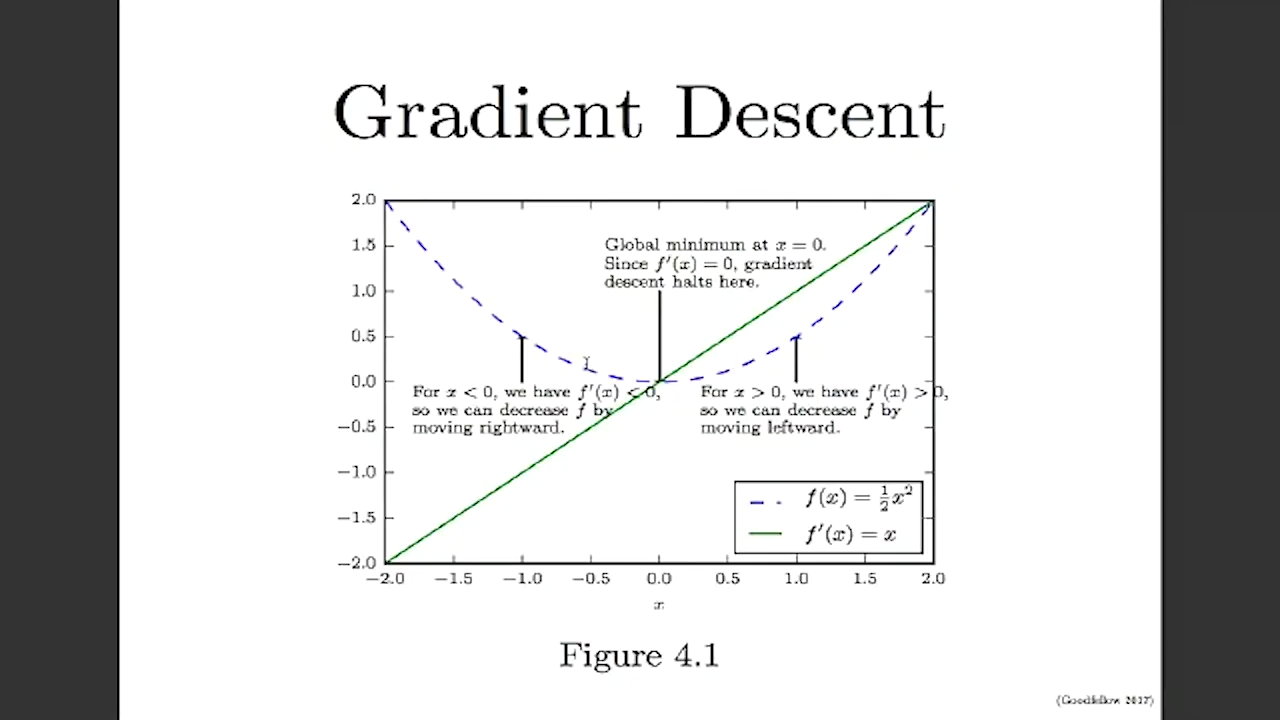 Gradient Descent
2.0
1.5
1.0
0.5
0.0
−0.5
−1.0
−1.5
−2.0
Global minimum at x = 0.
Since f′(x) = 0, gradient
descent halts here.
For x < 0, we have f′(x) < 0,
so we can decrease f by
moving rightward.
For x > 0, we have f′(x) > 0,
so we can decrease f by
moving leftward.
f(x) = ½x²
f′(x) = x
−2.0 −1.5 −1.0 −0.5 0.0 0.5 1.0 1.5 2.0
x
Figure 4.1
(Goodfellow 2017)